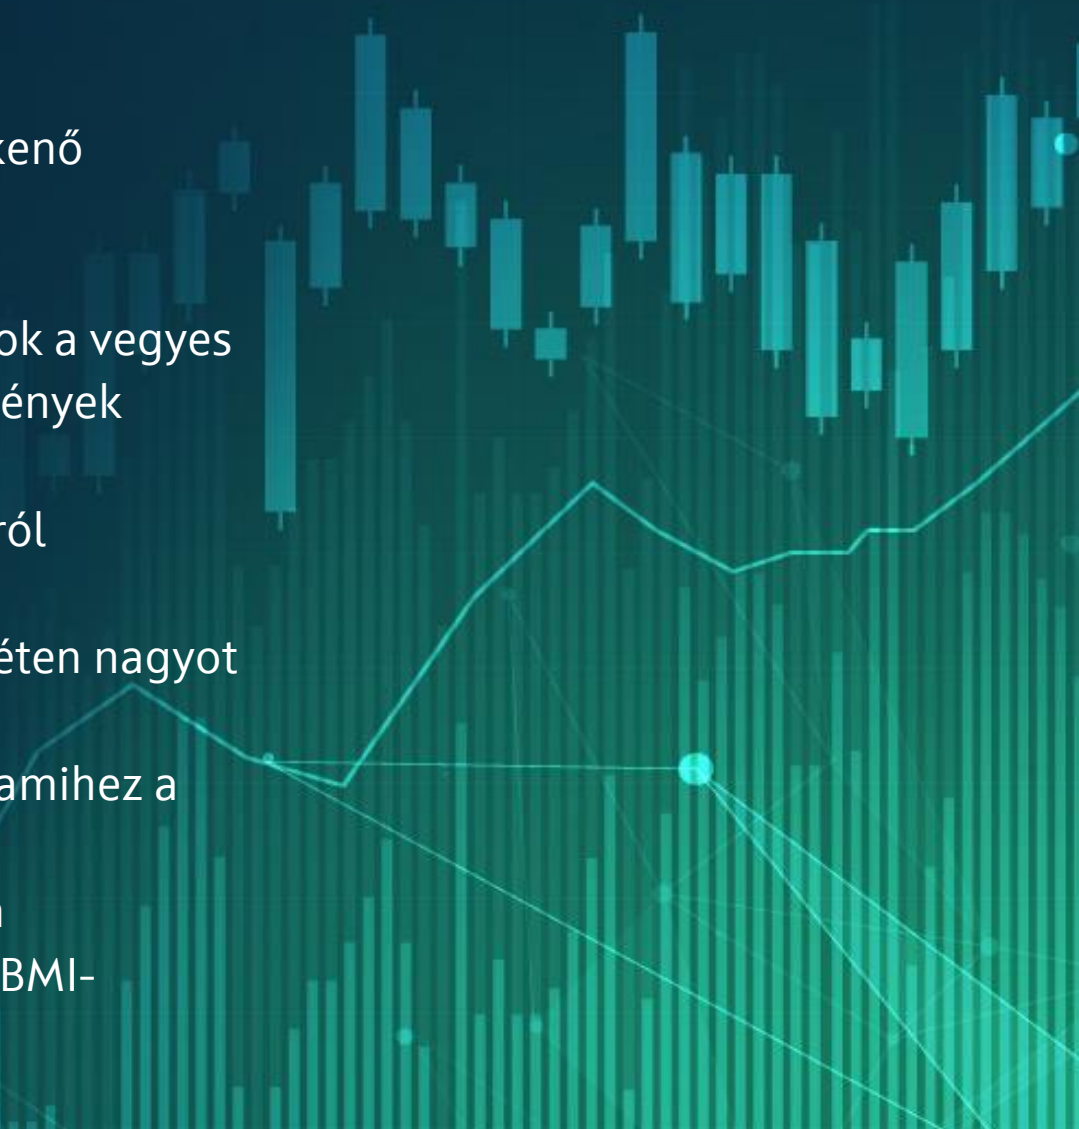 kenő
ok a vegyes
ények
ról
éten nagyot
amihez a
BMI-